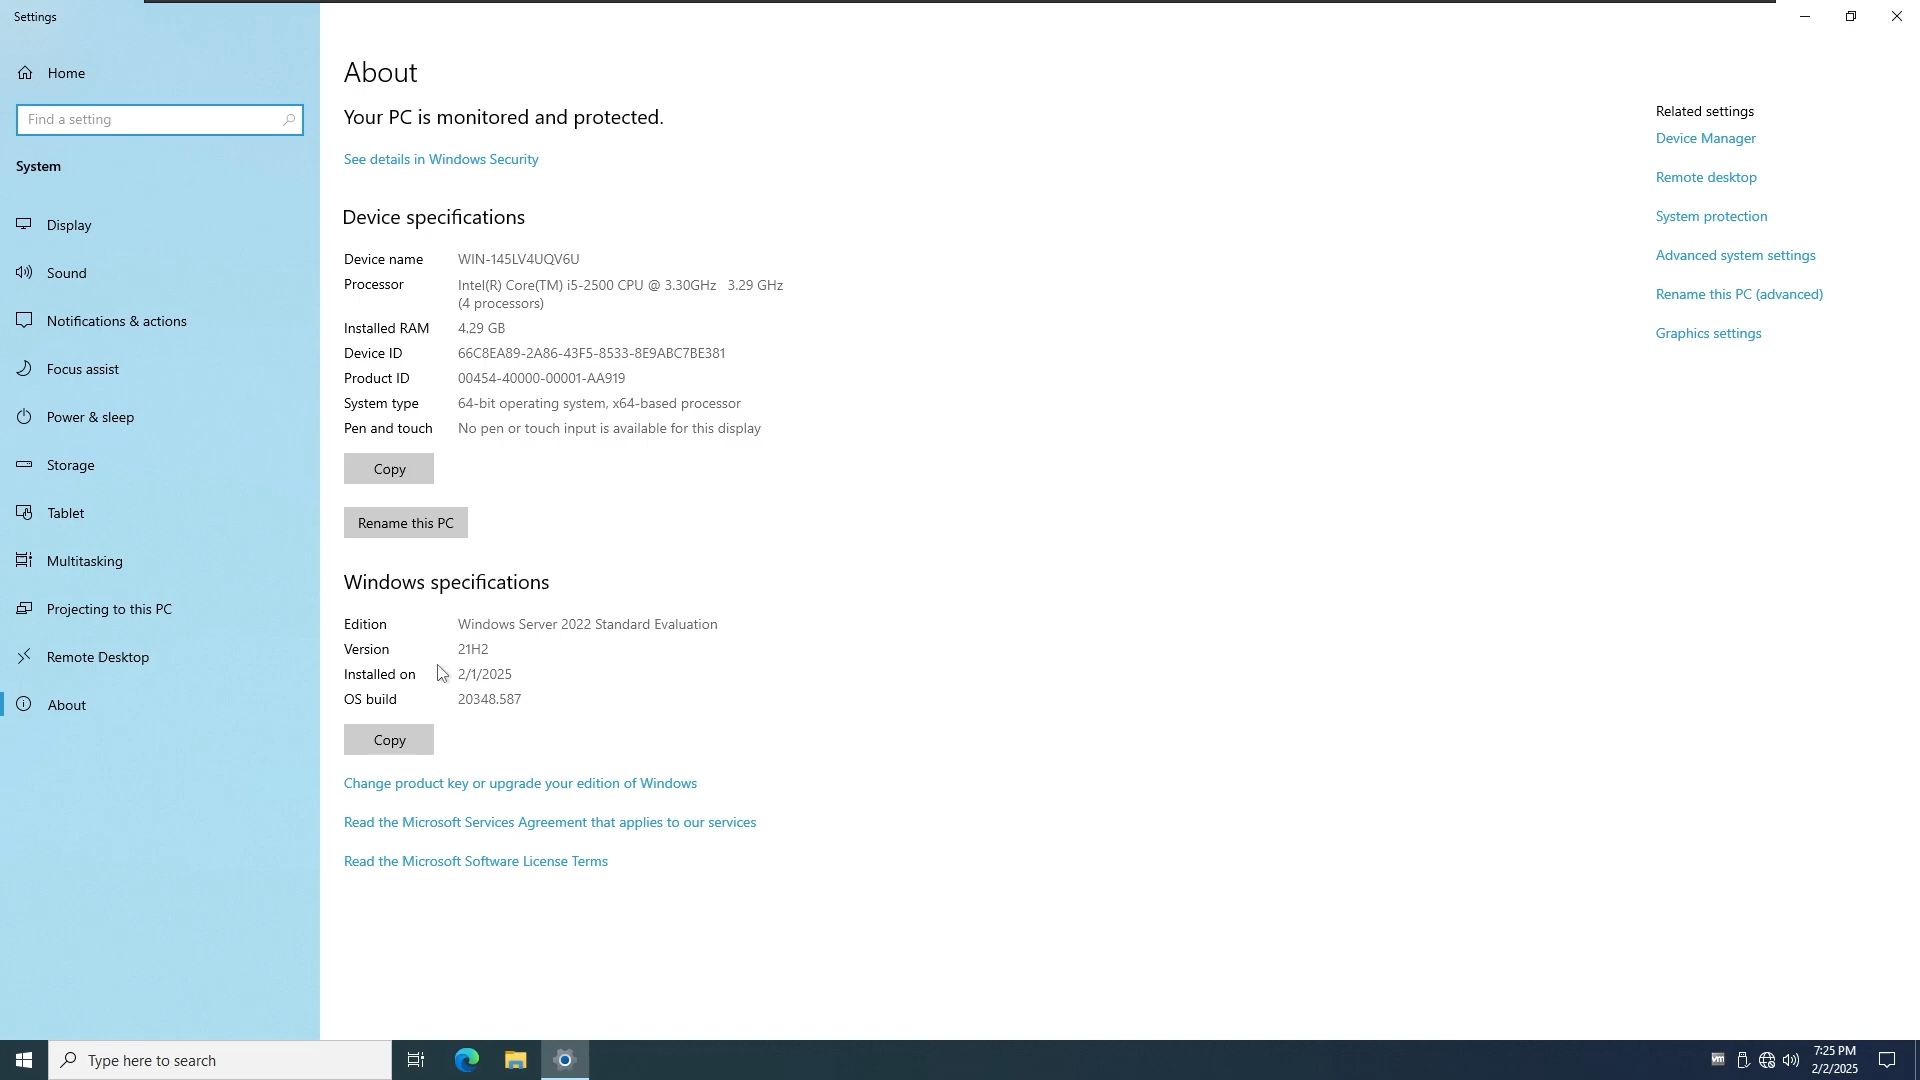 Settings
Home
Find a setting
System
Display
Sound
Notifications & actions
Focus assist
Power & sleep
Storage
Tablet
Multitasking
Projecting to this PC
Remote Desktop
About
About
Your PC is monitored and protected.
See details in Windows Security
Device specifications
Device name WIN-145LV4UQV6U
Processor Intel(R) Core(TM) i5-2500 CPU @ 3.30GHz 3.29 GHz
(4 processors)
Installed RAM 4.29 GB
Device ID 66C8EA89-2A86-43F5-8533-8E9ABC7BE381
Product ID 00454-40000-00001-AA919
System type 64-bit operating system, x64-based processor
Pen and touch No pen or touch input is available for this display
Copy
Rename this PC
Windows specifications
Edition Windows Server 2022 Standard Evaluation
Version 21H2
Installed on 2/1/2025
OS build 20348.587
Copy
Change product key or upgrade your edition of Windows
Read the Microsoft Services Agreement that applies to our services
Read the Microsoft Software License Terms
Related settings
Device Manager
Remote desktop
System protection
Advanced system settings
Rename this PC (advanced)
Graphics settings
Type here to search
vm
7:25 PM
2/2/2025